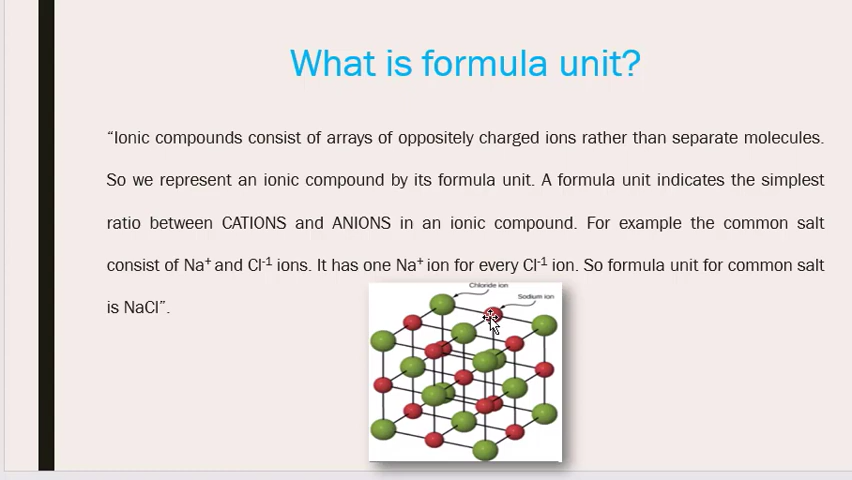 What is formula unit?
“Ionic compounds consist of arrays of oppositely charged ions rather than separate molecules.
So we represent an ionic compound by its formula unit. A formula unit indicates the simplest
ratio between CATIONS and ANIONS in an ionic compound. For example the common salt
consist of Na⁺ and Cl⁻¹ ions. It has one Na⁺ ion for every Cl⁻¹ ion. So formula unit for common salt
is NaCl”.
Chloride ion
Sodium ion